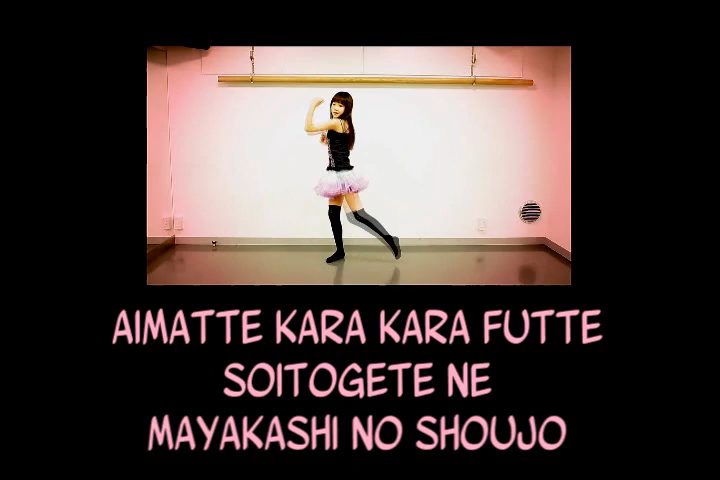 AIMATTE KARA KARA FUTTE
SOITOGETE NE
MAYAKASHI NO SHOUJO